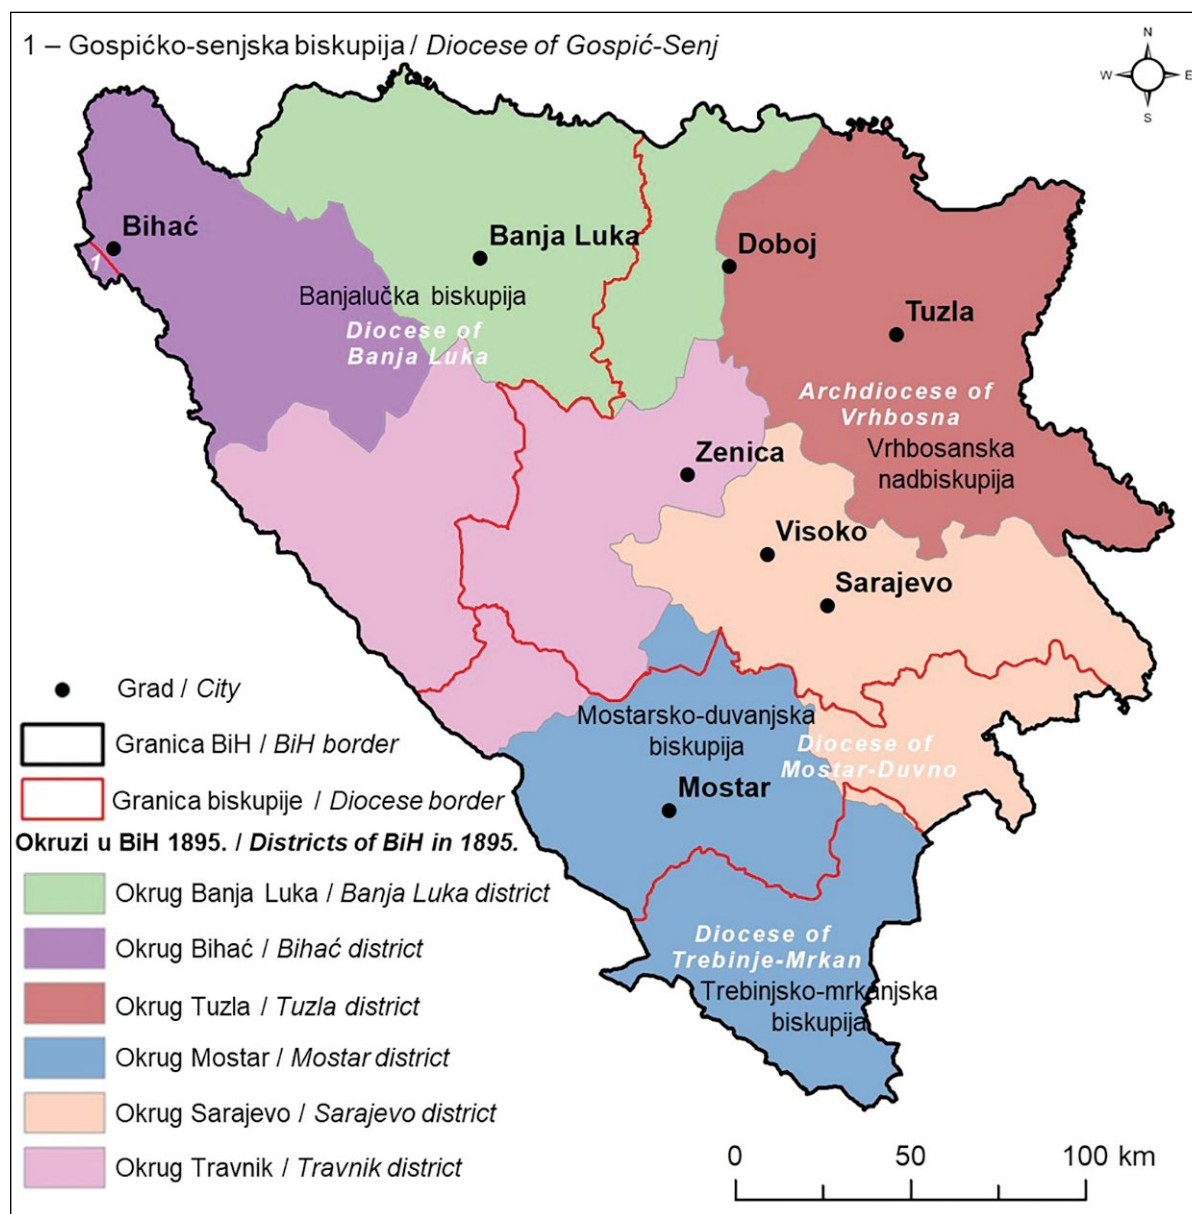 1 – Gospićko-senjska biskupija / Diocese of Gospić-Senj
N
W
E
S
Bihać
1
Banja Luka
Banjalučka biskupija
Diocese of
Banja Luka
Doboj
Tuzla
Archdiocese of
Vrhbosna
Vrhbosanska
nadbiskupija
Zenica
Visoko
Sarajevo
Mostarsko-duvanjska
biskupija
Diocese of
Mostar-Duvno
Mostar
Diocese of
Trebinje-Mrkan
Trebinjsko-mrkanjska
biskupija
Grad / City
Granica BiH / BiH border
Granica biskupije / Diocese border
Okruzi u BiH 1895. / Districts of BiH in 1895.
Okrug Banja Luka / Banja Luka district
Okrug Bihać / Bihać district
Okrug Tuzla / Tuzla district
Okrug Mostar / Mostar district
Okrug Sarajevo / Sarajevo district
Okrug Travnik / Travnik district
0 50 100 km